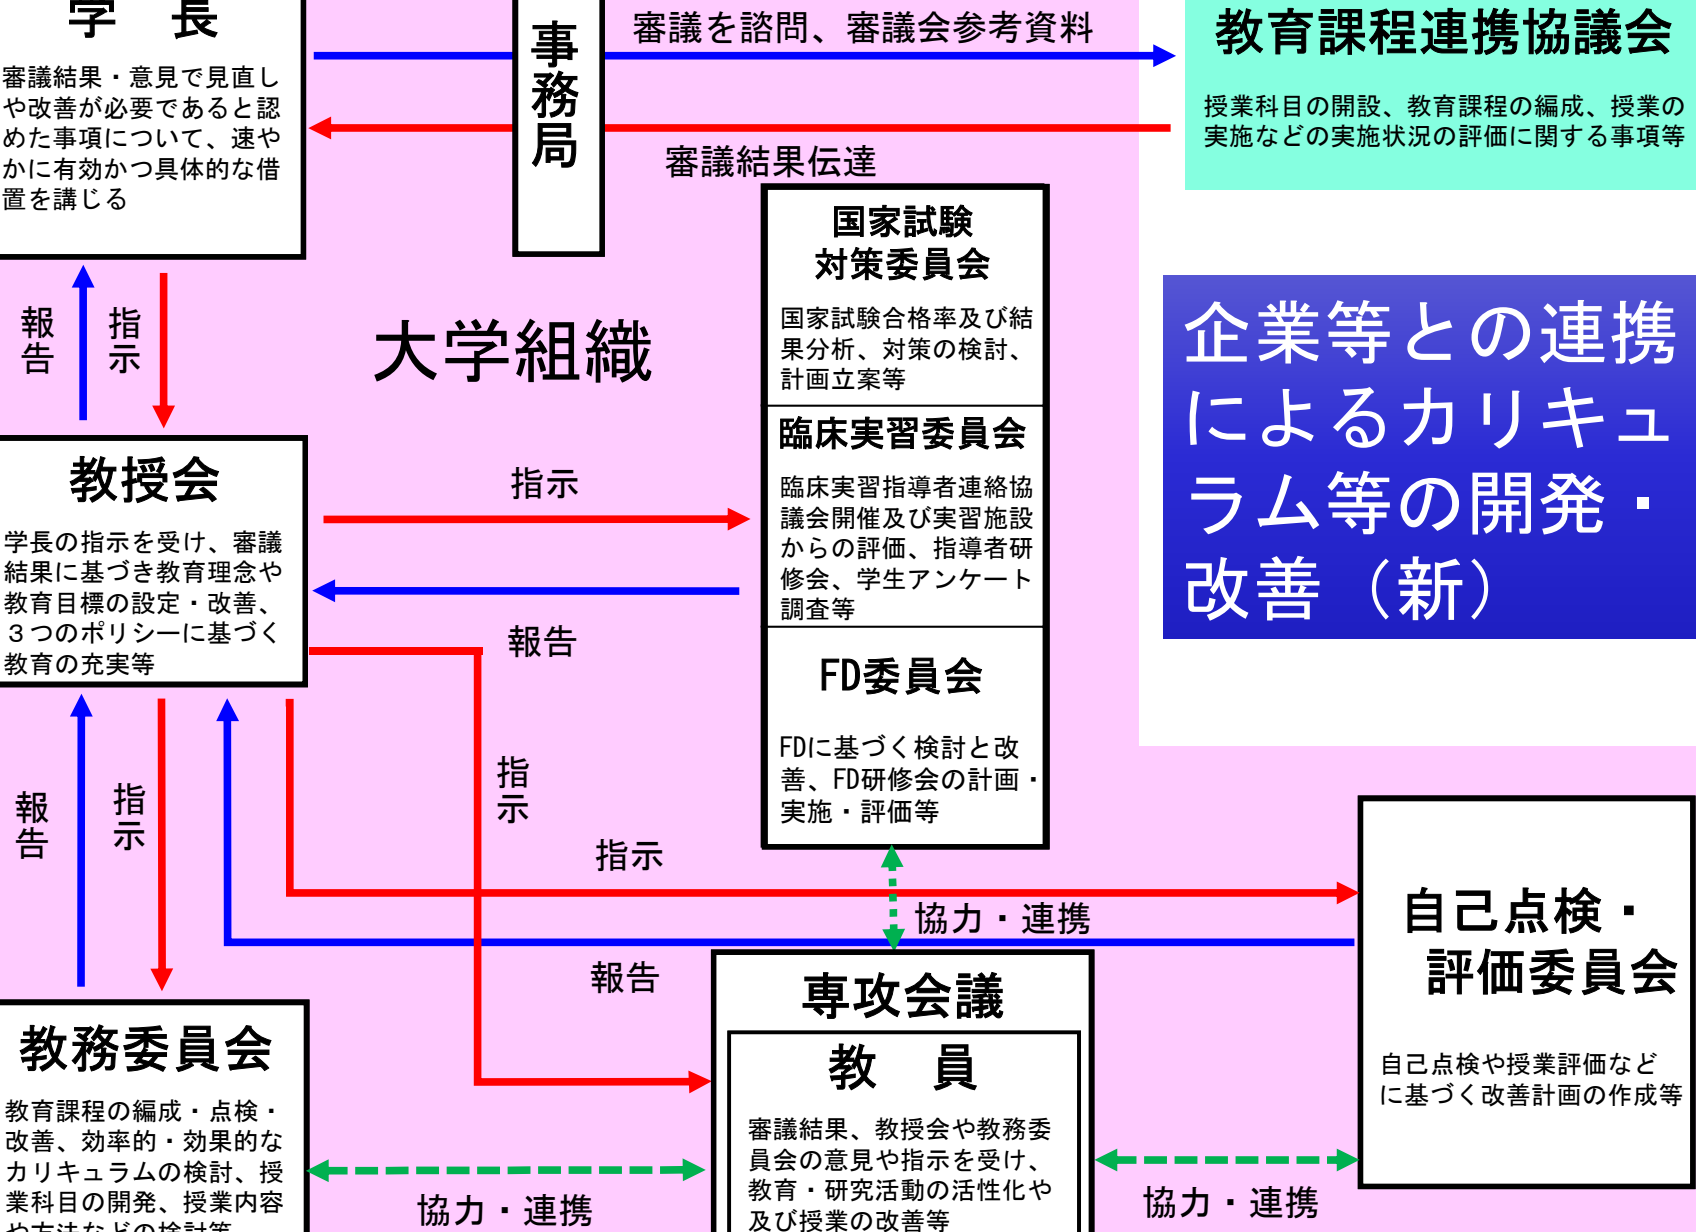 学　長
審議結果・意見で見直し
や改善が必要であると認
めた事項について、速や
かに有効かつ具体的な借
置を講じる
事務局
審議を諮問、審議会参考資料
審議結果伝達
教育課程連携協議会
授業科目の開設、教育課程の編成、授業の
実施などの実施状況の評価に関する事項等
報告
指示
大学組織
国家試験
対策委員会
国家試験合格率及び結
果分析、対策の検討、
計画立案等
臨床実習委員会
臨床実習指導者連絡協
議会開催及び実習施設
からの評価、指導者研
修会、学生アンケート
調査等
FD委員会
FDに基づく検討と改
善、FD研修会の計画・
実施・評価等
企業等との連携
によるカリキュ
ラム等の開発・
改善（新）
教授会
学長の指示を受け、審議
結果に基づき教育理念や
教育目標の設定・改善、
３つのポリシーに基づく
教育の充実等
指示
報告
報告
指示
指示
指示
協力・連携
報告
自己点検・
評価委員会
自己点検や授業評価など
に基づく改善計画の作成等
専攻会議
教　員
審議結果、教授会や教務委
員会の意見や指示を受け、
教育・研究活動の活性化や
及び授業の改善等
教務委員会
教育課程の編成・点検・
改善、効率的・効果的な
カリキュラムの検討、授
業科目の開発、授業内容
や方法などの検討等
協力・連携
協力・連携